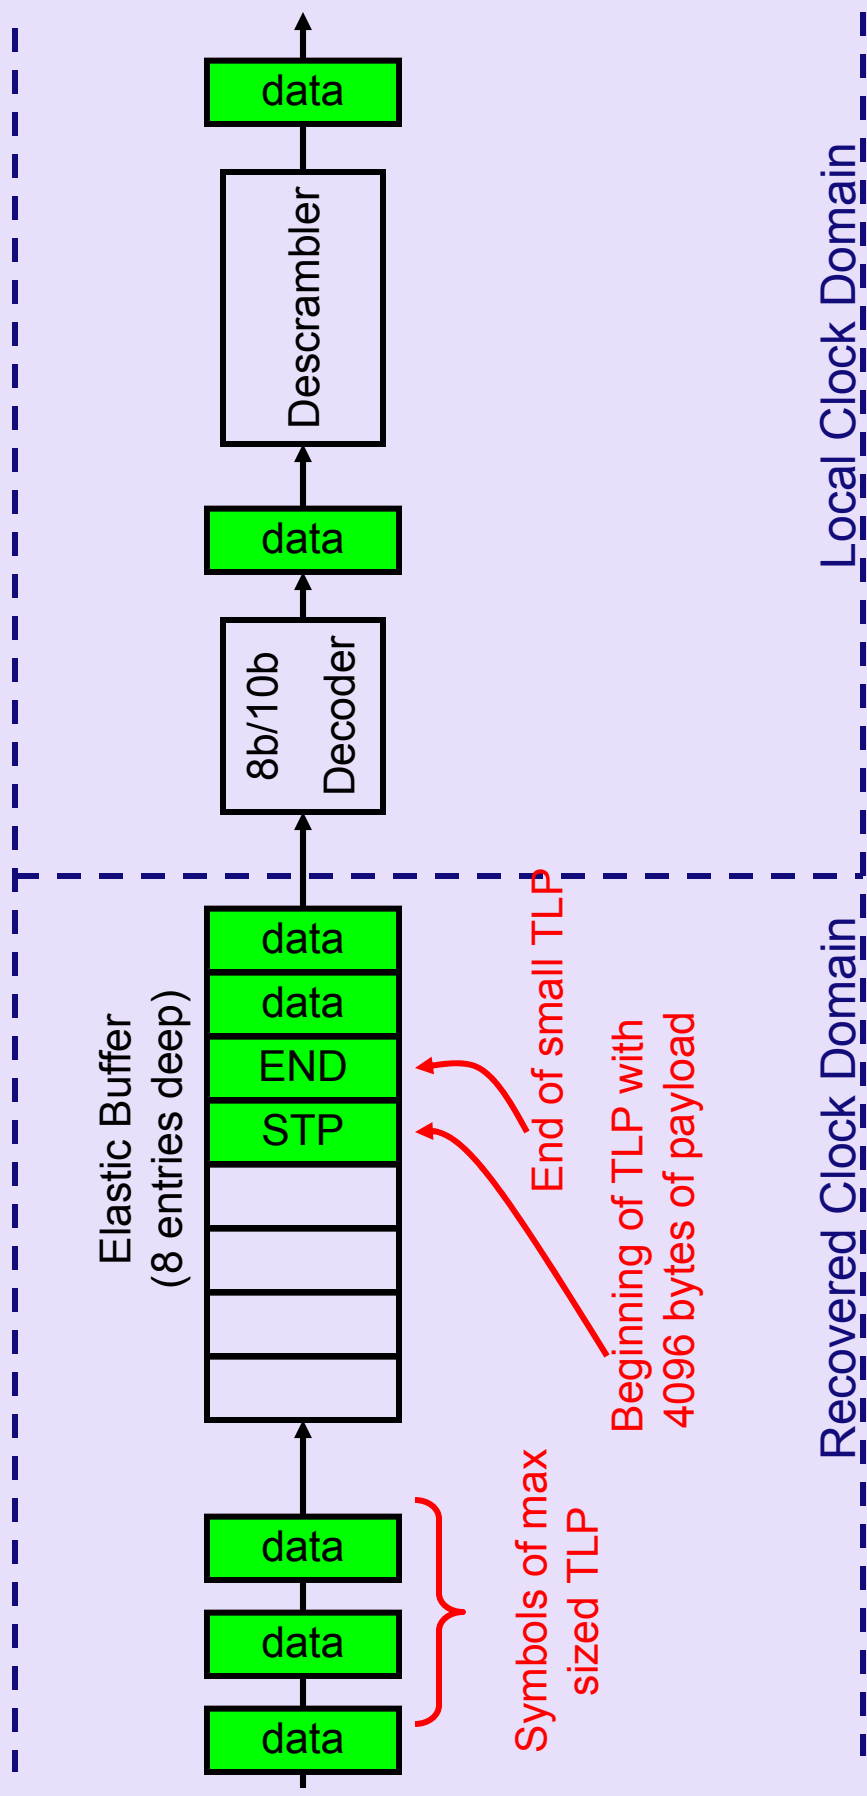 data
Descrambler
data
8b/10b
Decoder
Local Clock Domain
Elastic Buffer
(8 entries deep)
data
data
END
STP
End of small TLP
Beginning of TLP with
4096 bytes of payload
Recovered Clock Domain
data
data
data
Symbols of max
sized TLP